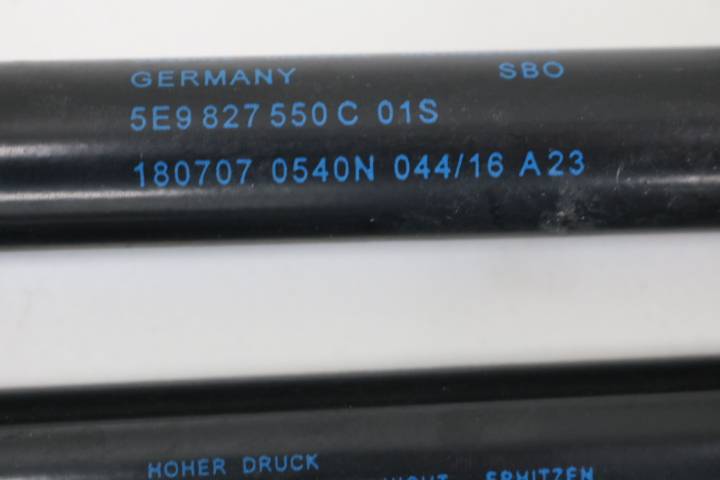 GERMANY SBO
5E9 827 550 C 01S
180707 0540N 044/16 A23
HOHER DRUCK